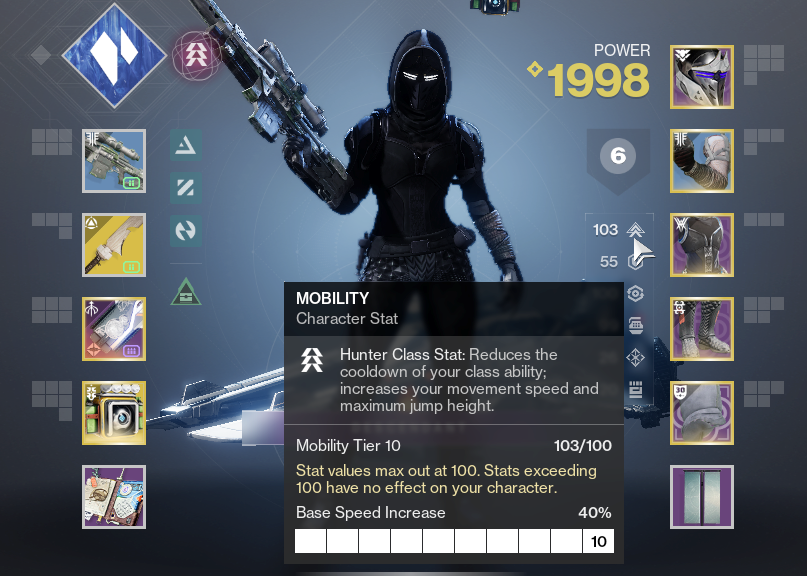 POWER
1998
6
103
55
MOBILITY
Character Stat
Hunter Class Stat: Reduces the
cooldown of your class ability;
increases your movement speed and
maximum jump height.
Mobility Tier 10
103/100
Stat values max out at 100. Stats exceeding
100 have no effect on your character.
Base Speed Increase
40%
10
30